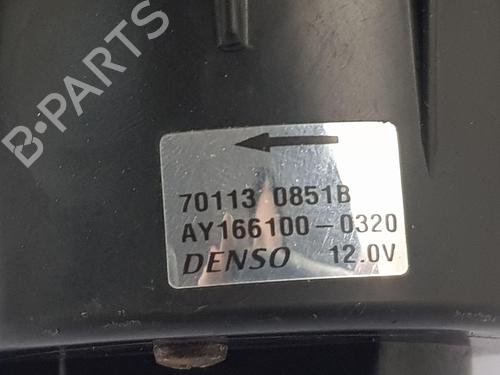 B-PARTS
70113 0851B
AY166100-0320
DENSO 12.0V